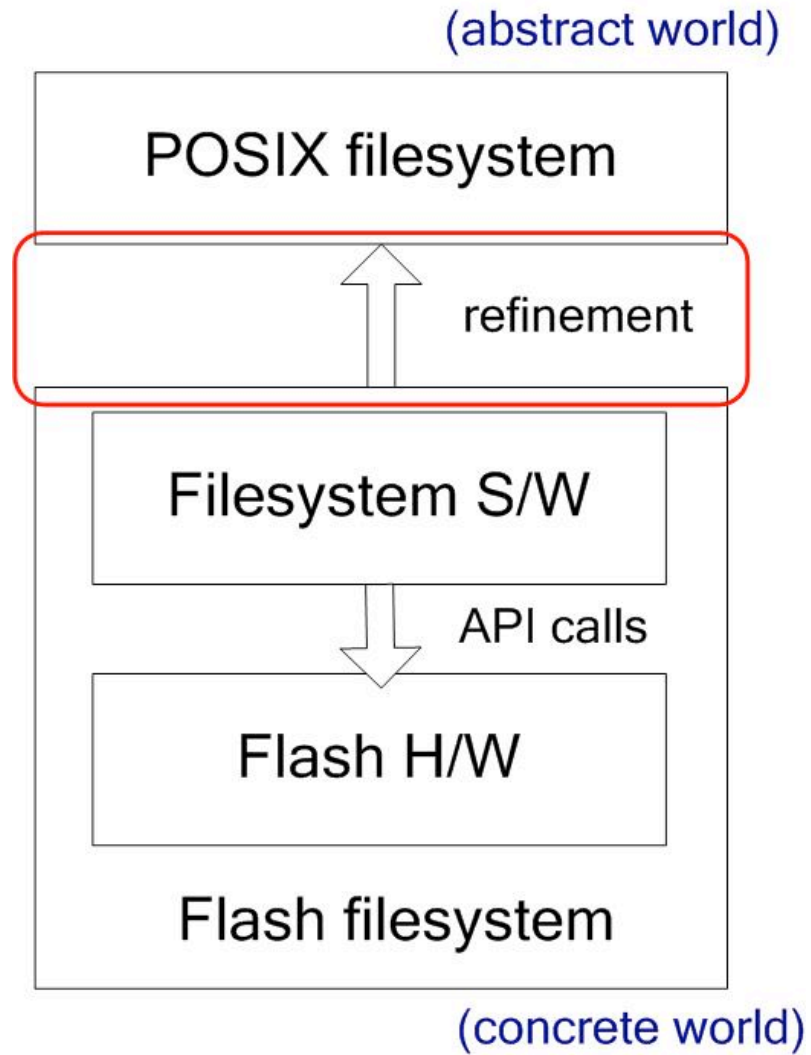 (abstract world)
POSIX filesystem
refinement
Filesystem S/W
API calls
Flash H/W
Flash filesystem
(concrete world)